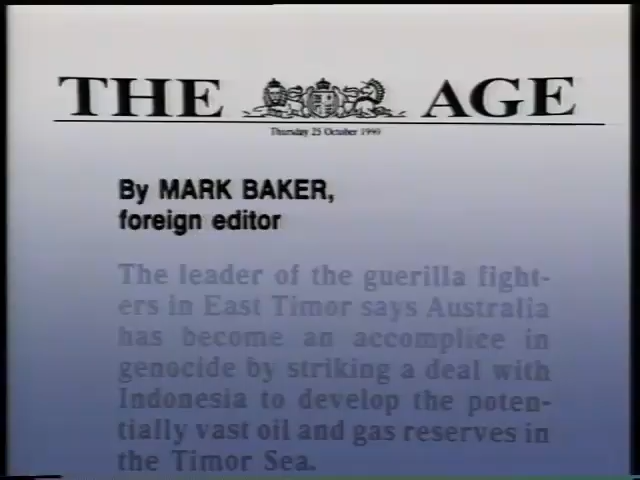 THE AGE
Thursday 25 October 1990
By MARK BAKER,
foreign editor
The leader of the guerilla fight-
ers in East Timor says Australia
has become an accomplice in
genocide by striking a deal with
Indonesia to develop the poten-
tially vast oil and gas reserves in
the Timor Sea.